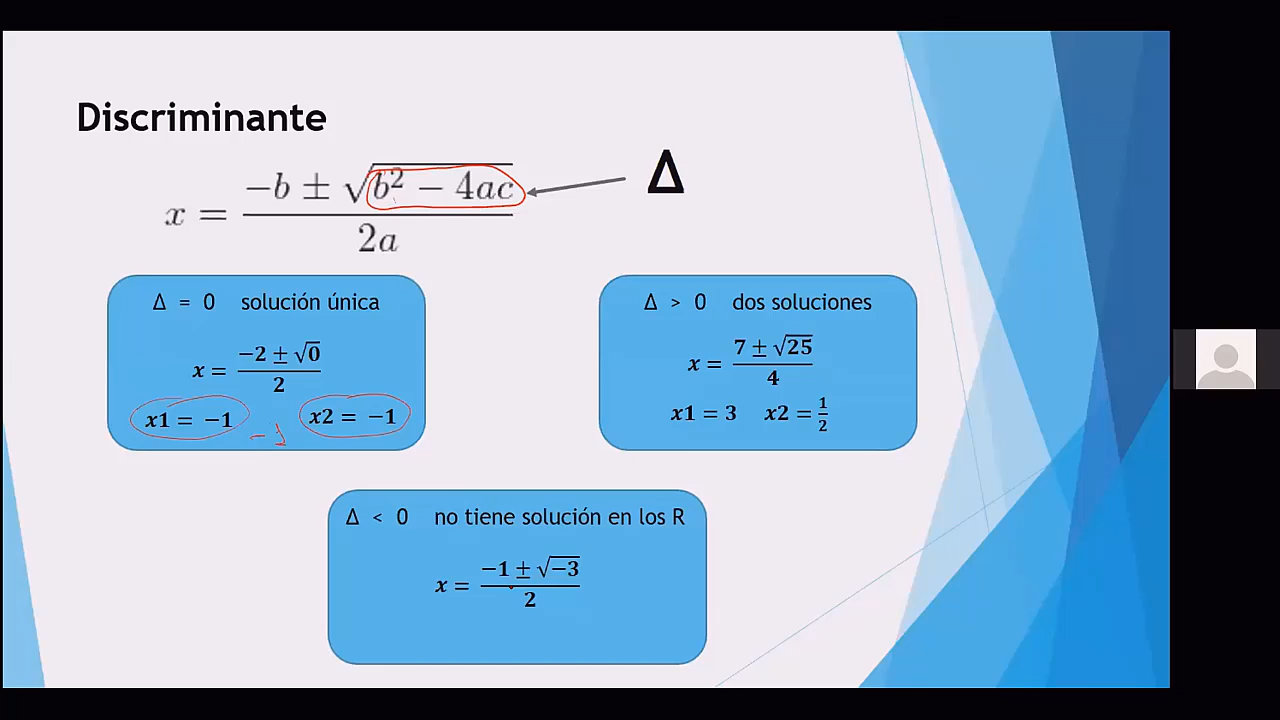 Discriminante
x = −b ± √b² − 4ac / 2a
Δ
Δ = 0 solución única
x = −2 ± √0 / 2
x1 = −1 x2 = −1
−1
Δ > 0 dos soluciones
x = 7 ± √25 / 4
x1 = 3 x2 = 1/2
Δ < 0 no tiene solución en los R
x = −1 ± √−3 / 2